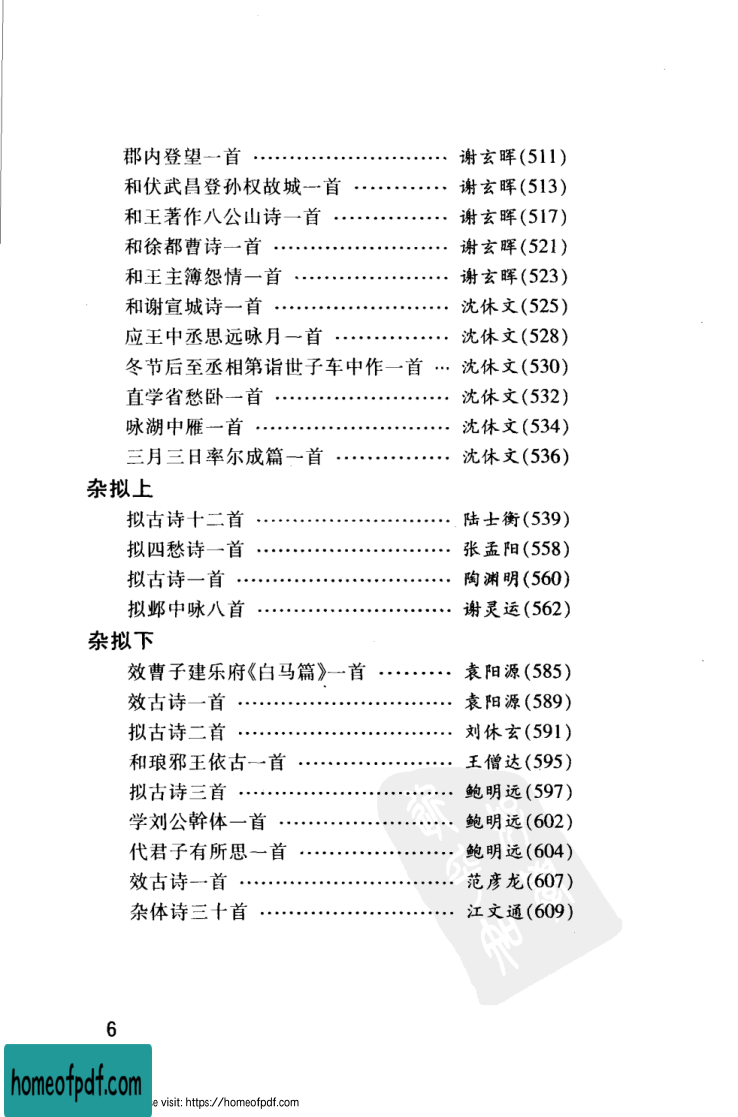 郡内登望一首 ………………………… 谢玄晖(511)
和伏武昌登孙权故城一首 ………… 谢玄晖(513)
和王著作八公山诗一首 …………… 谢玄晖(517)
和徐都曹诗一首 …………………… 谢玄晖(521)
和王主簿怨情一首 ………………… 谢玄晖(523)
和谢宣城诗一首 …………………… 沈休文(525)
应王中丞思远咏月一首 …………… 沈休文(528)
冬节后至丞相第诣世子车中作一首 … 沈休文(530)
直学省愁卧一首 …………………… 沈休文(532)
咏湖中雁一首 ……………………… 沈休文(534)
三月三日率尔成篇一首 …………… 沈休文(536)
杂拟上
拟古诗十二首 ……………………… 陆士衡(539)
拟四愁诗一首 ……………………… 张孟阳(558)
拟古诗一首 ………………………… 陶渊明(560)
拟邺中咏八首 ……………………… 谢灵运(562)
杂拟下
效曹子建乐府《白马篇》一首 ……… 袁阳源(585)
效古诗一首 ………………………… 袁阳源(589)
拟古诗二首 ………………………… 刘休玄(591)
和琅邪王依古一首 ………………… 王僧达(595)
拟古诗三首 ………………………… 鲍明远(597)
学刘公幹体一首 …………………… 鲍明远(602)
代君子有所思一首 ………………… 鲍明远(604)
效古诗一首 ………………………… 范彦龙(607)
杂体诗三十首 ……………………… 江文通(609)
6
homeofpdf.com
e visit: https://homeofpdf.com